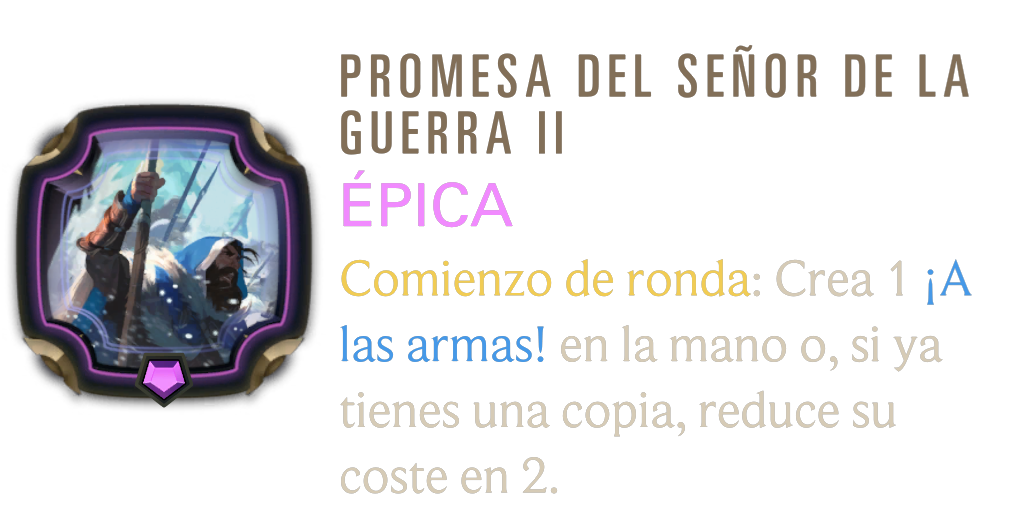 PROMESA DEL SEÑOR DE LA
GUERRA II
ÉPICA
Comienzo de ronda: Crea 1 ¡A
las armas! en la mano o, si ya
tienes una copia, reduce su
coste en 2.